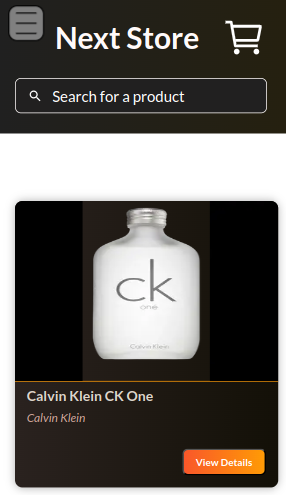 Next Store
Search for a product
ck
one
Calvin Klein
Calvin Klein CK One
Calvin Klein
View Details